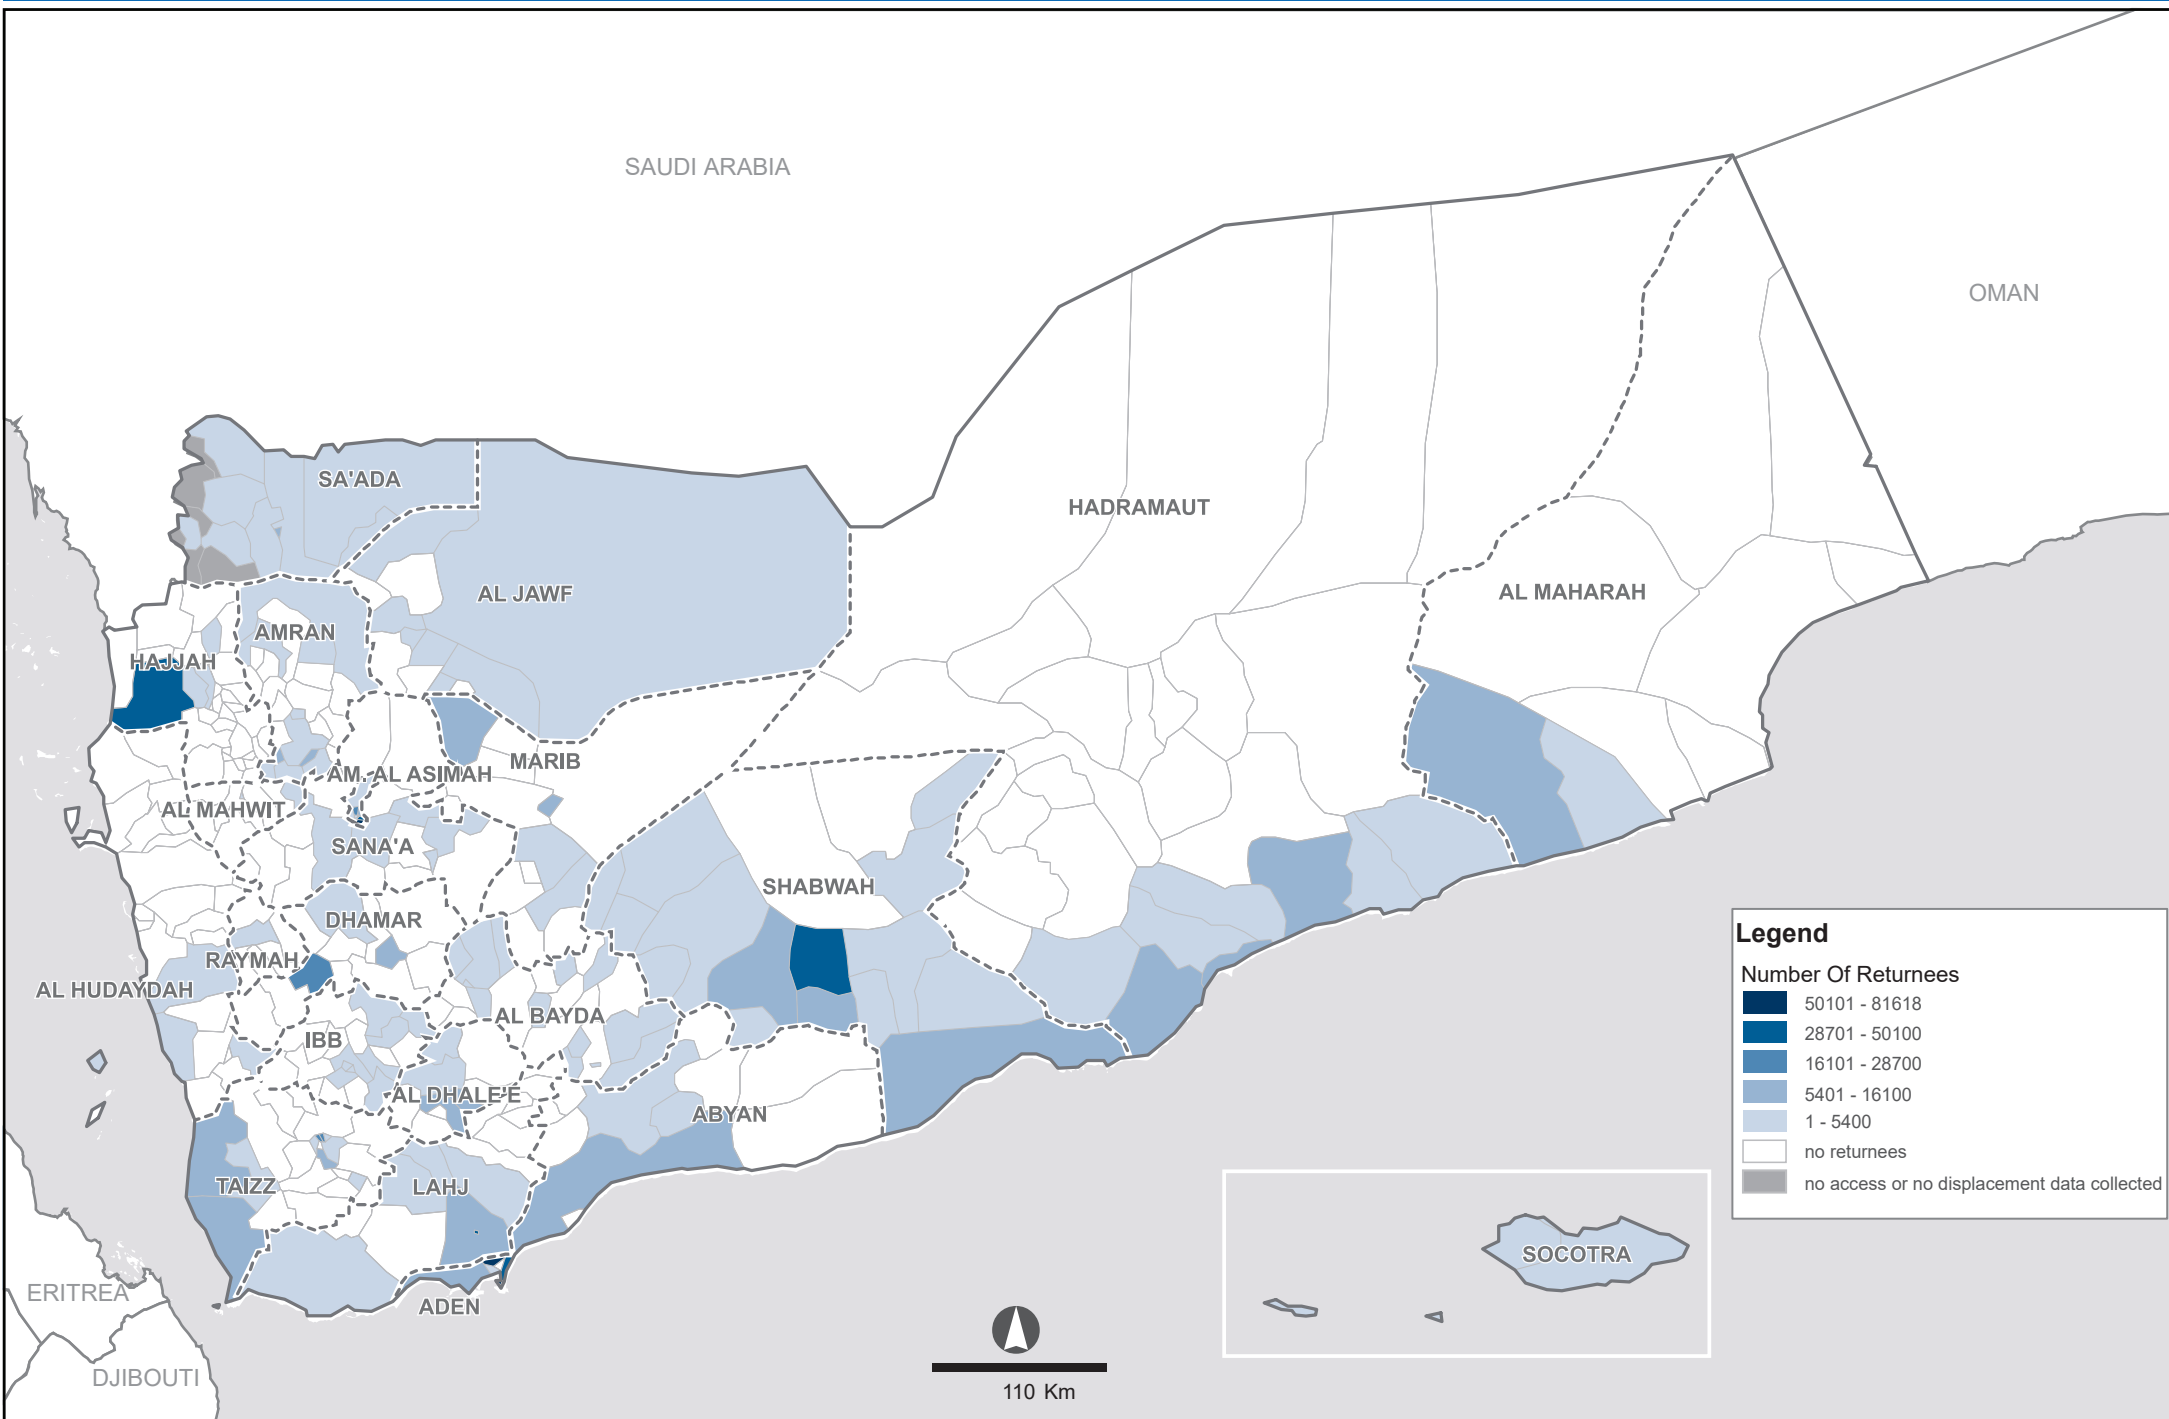 SAUDI ARABIA
OMAN
SA'ADA
HADRAMAUT
AL JAWF
AL MAHARAH
AMRAN
HAJJAH
MARIB
AM. AL ASIMAH
AL MAHWIT
SANA'A
SHABWAH
DHAMAR
RAYMAH
AL HUDAYDAH
AL BAYDA
IBB
AL DHALE'E
ABYAN
TAIZZ
LAHJ
SOCOTRA
ERITREA
ADEN
DJIBOUTI
110 Km
Legend
Number Of Returnees
50101 - 81618
28701 - 50100
16101 - 28700
5401 - 16100
1 - 5400
no returnees
no access or no displacement data collected